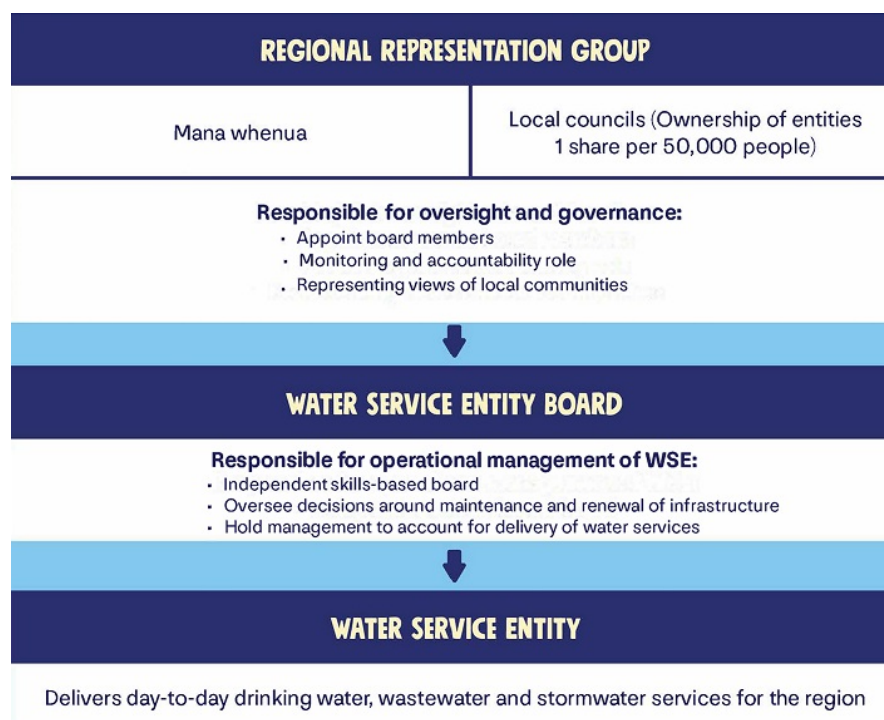 REGIONAL REPRESENTATION GROUP
Mana whenua
Local councils (Ownership of entities
1 share per 50,000 people)
Responsible for oversight and governance:
• Appoint board members
• Monitoring and accountability role
• Representing views of local communities
WATER SERVICE ENTITY BOARD
Responsible for operational management of WSE:
• Independent skills-based board
• Oversee decisions around maintenance and renewal of infrastructure
• Hold management to account for delivery of water services
WATER SERVICE ENTITY
Delivers day-to-day drinking water, wastewater and stormwater services for the region